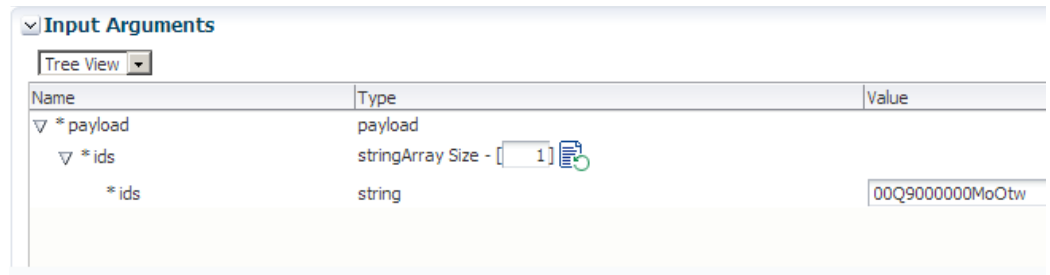 Input Arguments
Tree View
Name Type Value
* payload payload
* ids stringArray Size - [ 1]
* ids string 00Q9000000MoOtw